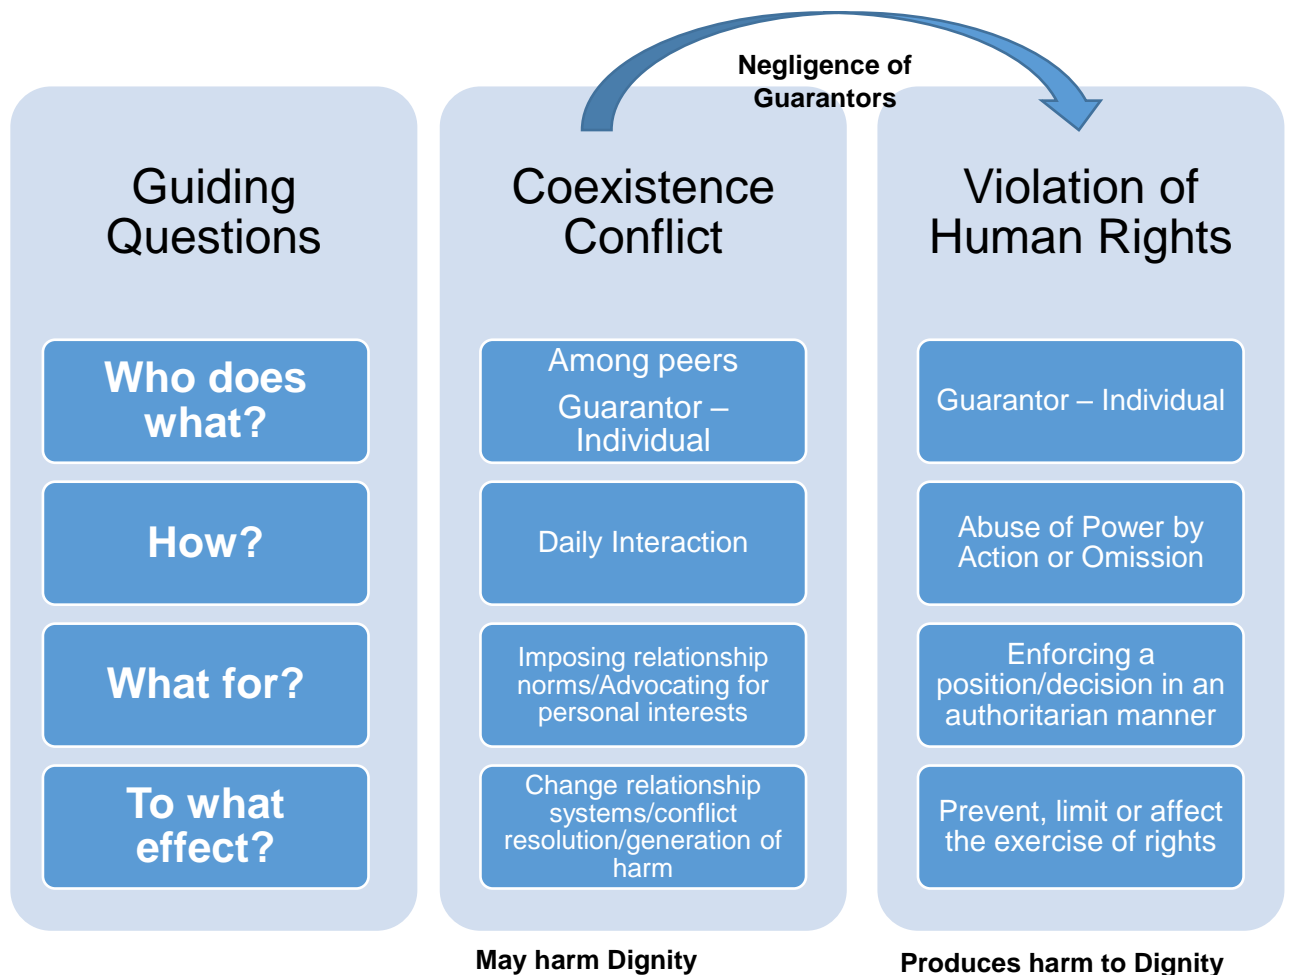 Negligence of
Guarantors
Guiding
Questions
Who does
what?
How?
What for?
To what
effect?
Coexistence
Conflict
Among peers
Guarantor –
Individual
Daily Interaction
Imposing relationship
norms/Advocating for
personal interests
Change relationship
systems/conflict
resolution/generation of
harm
May harm Dignity
Violation of
Human Rights
Guarantor – Individual
Abuse of Power by
Action or Omission
Enforcing a
position/decision in an
authoritarian manner
Prevent, limit or affect
the exercise of rights
Produces harm to Dignity